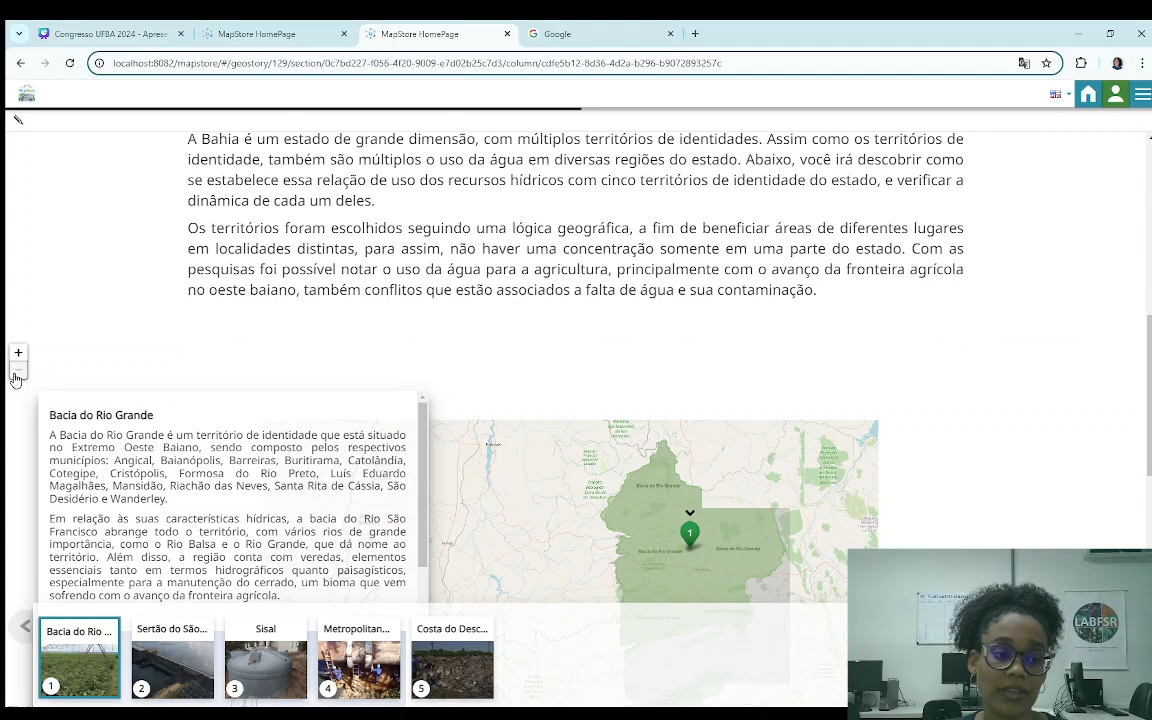 Congresso UFBA 2024 - Aprese
MapStore HomePage
MapStore HomePage
Google
localhost:8082/mapstore/#/geostory/129/section/0c7bd227-f056-4f20-9009-e7d02b25c7d3/column/cdfe5b12-8d36-4d2a-b296-b9072893257c
A Bahia é um estado de grande dimensão, com múltiplos territórios de identidades. Assim como os territórios de
identidade, também são múltiplos o uso da água em diversas regiões do estado. Abaixo, você irá descobrir como
se estabelece essa relação de uso dos recursos hídricos com cinco territórios de identidade do estado, e verificar a
dinâmica de cada um deles.
Os territórios foram escolhidos seguindo uma lógica geográfica, a fim de beneficiar áreas de diferentes lugares
em localidades distintas, para assim, não haver uma concentração somente em uma parte do estado. Com as
pesquisas foi possível notar o uso da água para a agricultura, principalmente com o avanço da fronteira agrícola
no oeste baiano, também conflitos que estão associados a falta de água e sua contaminação.
Bacia do Rio Grande
A Bacia do Rio Grande é um território de identidade que está situado
no Extremo Oeste Baiano, sendo composto pelos respectivos
municípios: Angical, Baianópolis, Barreiras, Buritirama, Catolândia,
Cotegipe, Cristópolis, Formosa do Rio Preto, Luís Eduardo
Magalhães, Mansidão, Riachão das Neves, Santa Rita de Cássia, São
Desidério e Wanderley.
Em relação às suas características hídricas, a bacia do Rio São
Francisco abrange todo o território, com vários rios de grande
importância, como o Rio Balsa e o Rio Grande, que dá nome ao
território. Além disso, a região conta com veredas, elementos
essenciais tanto em termos hidrográficos quanto paisagísticos,
especialmente para a manutenção do cerrado, um bioma que vem
sofrendo com o avanço da fronteira agrícola.
Bacia do Rio Grande
1
Bacia do Rio Grande
Bacia do Rio Grande
Bacia do Rio ...
Sertão do São...
Sisal
Metropolitan...
Costa do Desc...
1
2
3
4
5
LABFSR